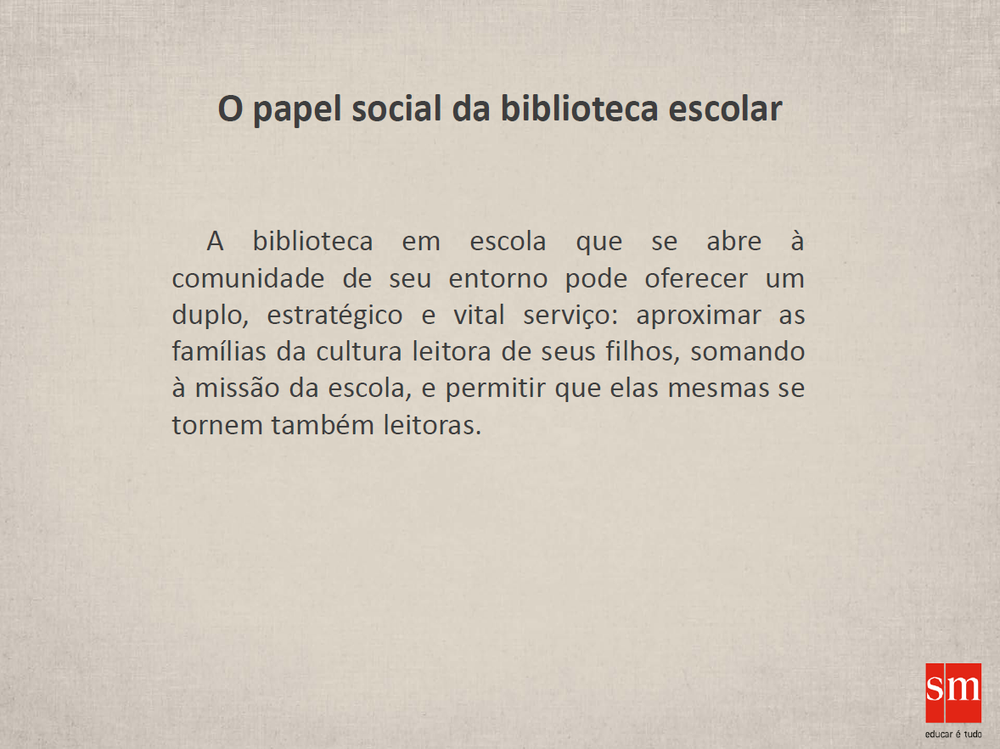 O papel social da biblioteca escolar
A biblioteca em escola que se abre à
comunidade de seu entorno pode oferecer um
duplo, estratégico e vital serviço: aproximar as
famílias da cultura leitora de seus filhos, somando
à missão da escola, e permitir que elas mesmas se
tornem também leitoras.
sm
educar é tudo